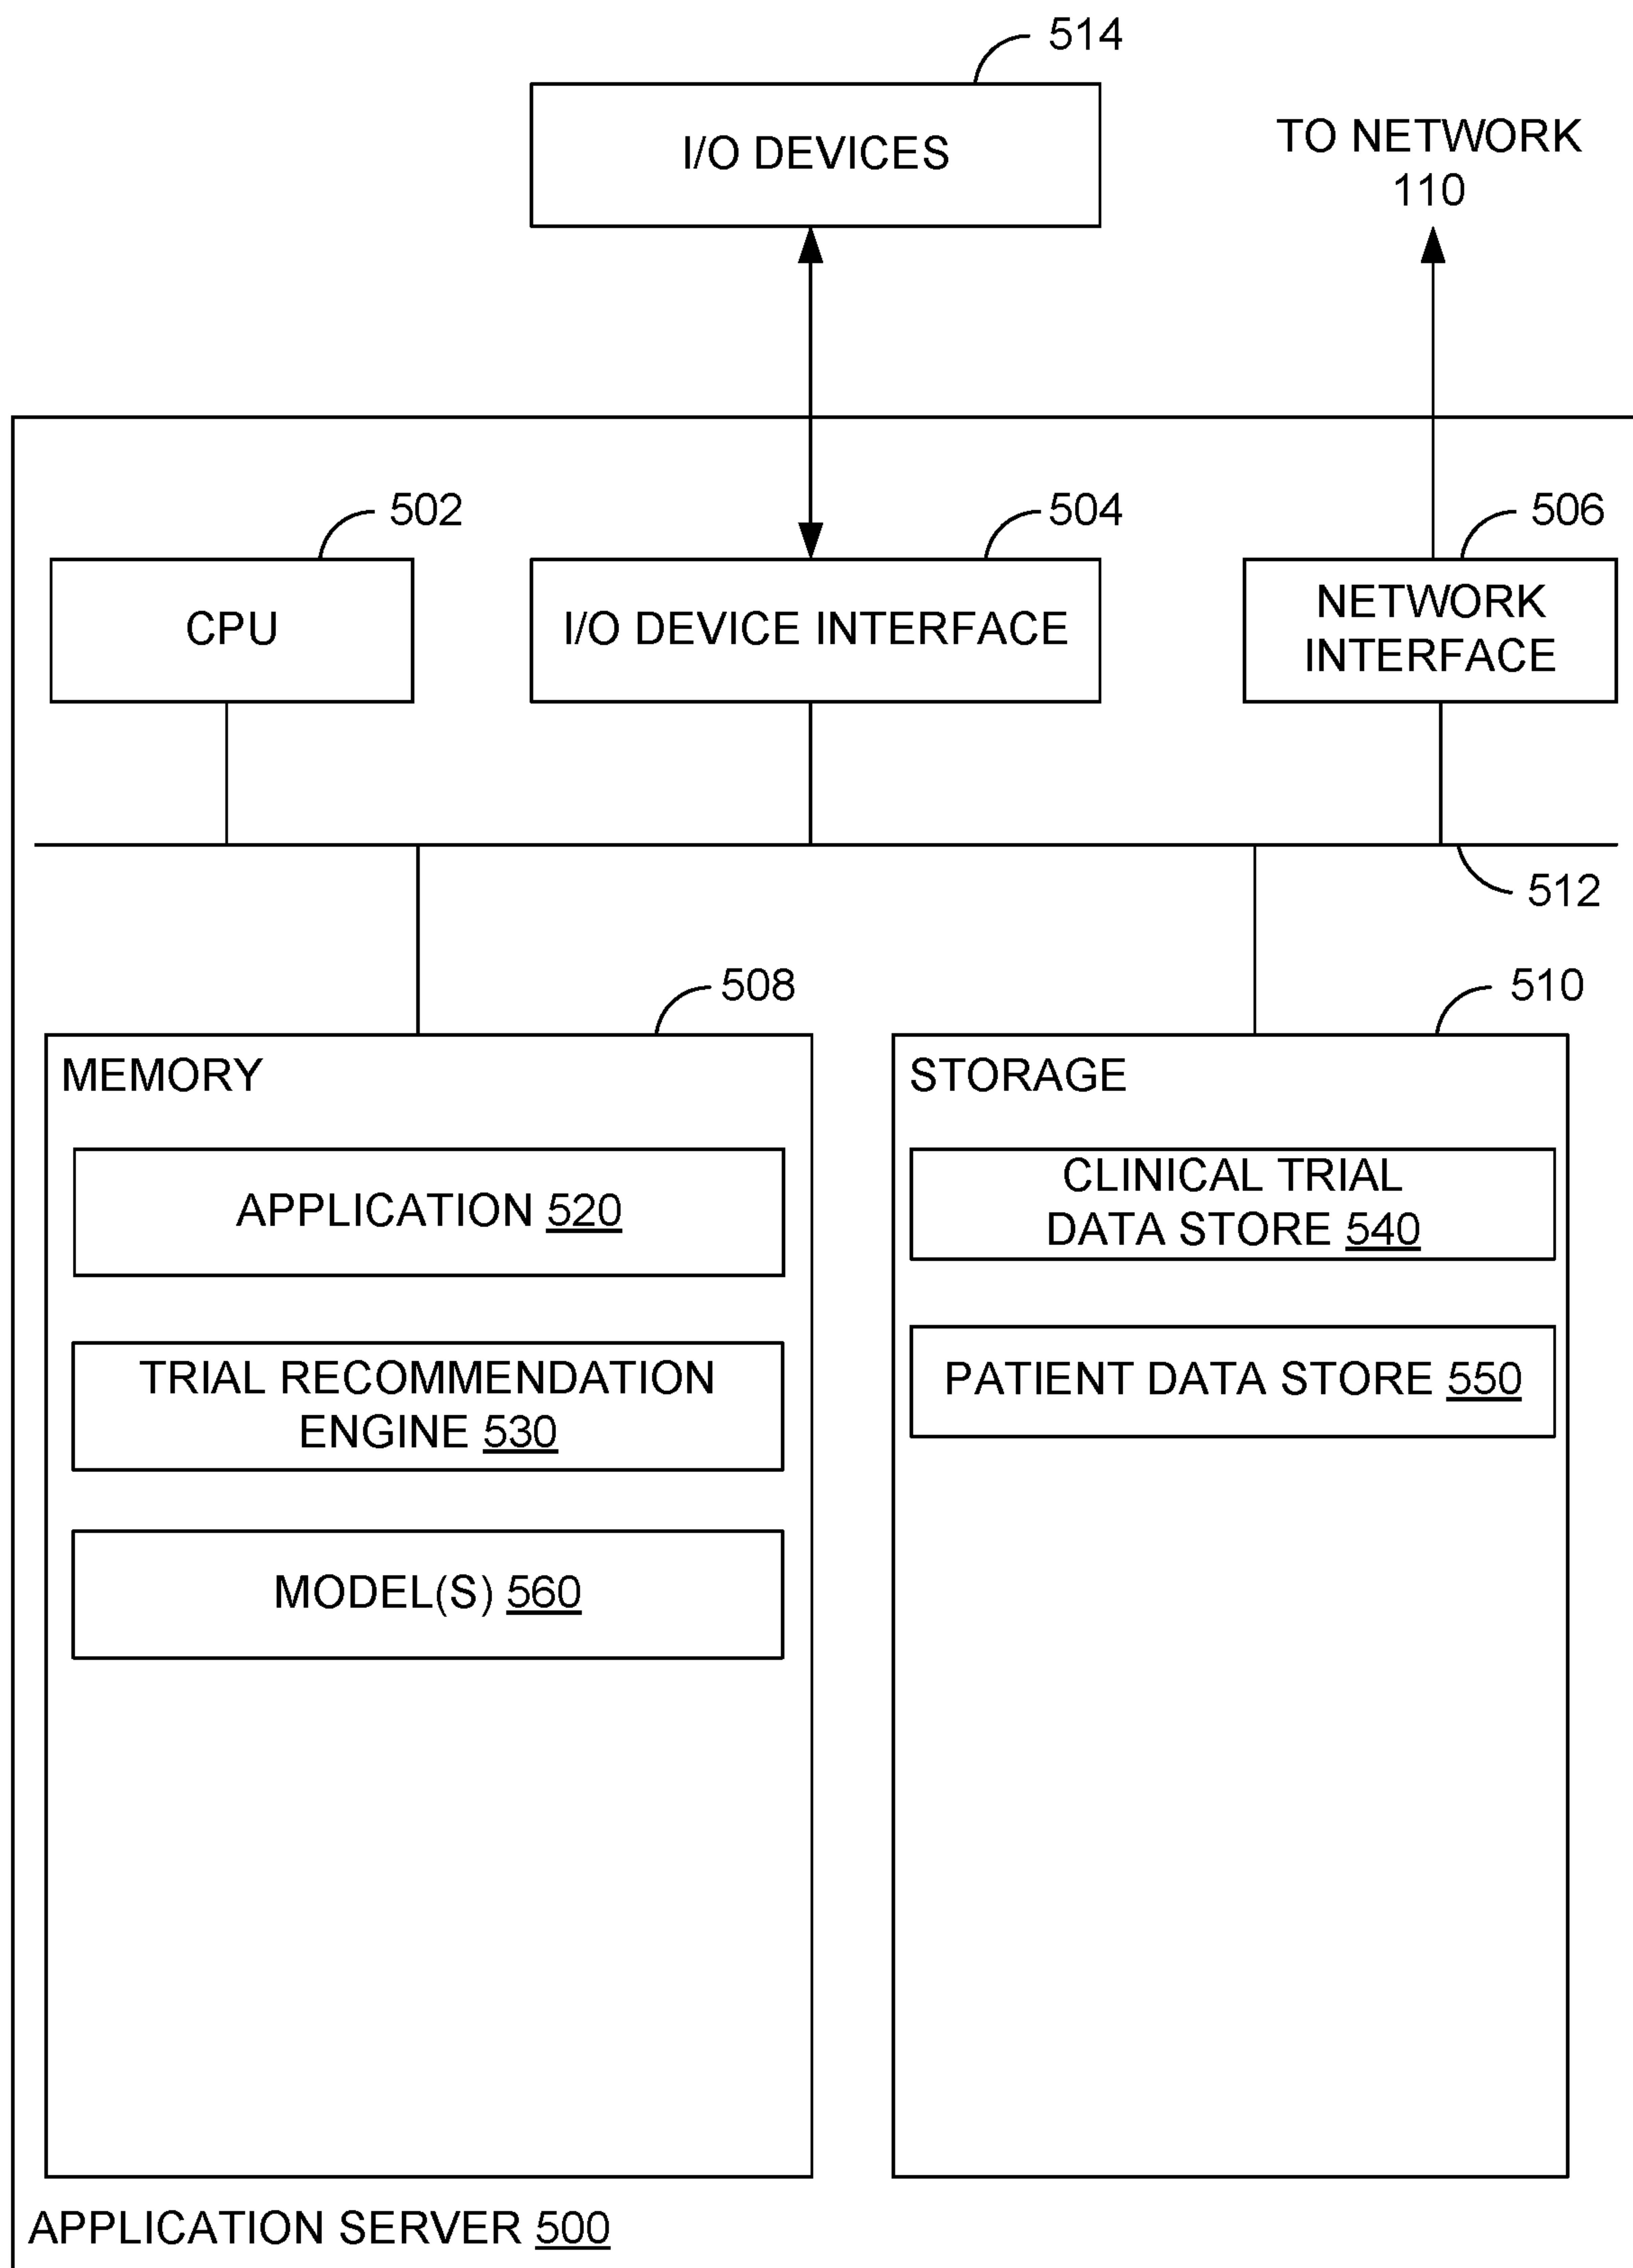 514
I/O DEVICES
TO NETWORK
110
502
504
506
CPU
I/O DEVICE INTERFACE
NETWORK
INTERFACE
512
508
510
MEMORY
STORAGE
APPLICATION 520
CLINICAL TRIAL
DATA STORE 540
TRIAL RECOMMENDATION
ENGINE 530
PATIENT DATA STORE 550
MODEL(S) 560
APPLICATION SERVER 500